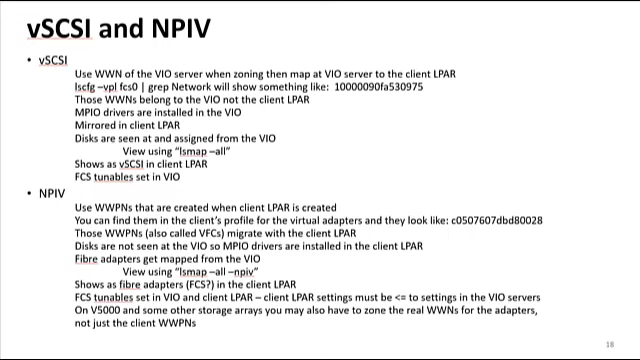 vSCSI and NPIV
• vSCSI
Use WWN of the VIO server when zoning then map at VIO server to the client LPAR
lscfg –vpl fcs0 | grep Network will show something like: 10000090fa530975
Those WWNs belong to the VIO not the client LPAR
MPIO drivers are installed in the VIO
Mirrored in client LPAR
Disks are seen at and assigned from the VIO
View using "lsmap –all"
Shows as vSCSI in client LPAR
FCS tunables set in VIO
• NPIV
Use WWPNs that are created when client LPAR is created
You can find them in the client's profile for the virtual adapters and they look like: c0507607dbd80028
Those WWPNs (also called VFCs) migrate with the client LPAR
Disks are not seen at the VIO so MPIO drivers are installed in the client LPAR
Fibre adapters get mapped from the VIO
View using "lsmap –all –npiv"
Shows as fibre adapters (FCS?) in the client LPAR
FCS tunables set in VIO and client LPAR – client LPAR settings must be <= to settings in the VIO servers
On V5000 and some other storage arrays you may also have to zone the real WWNs for the adapters,
not just the client WWPNs
18